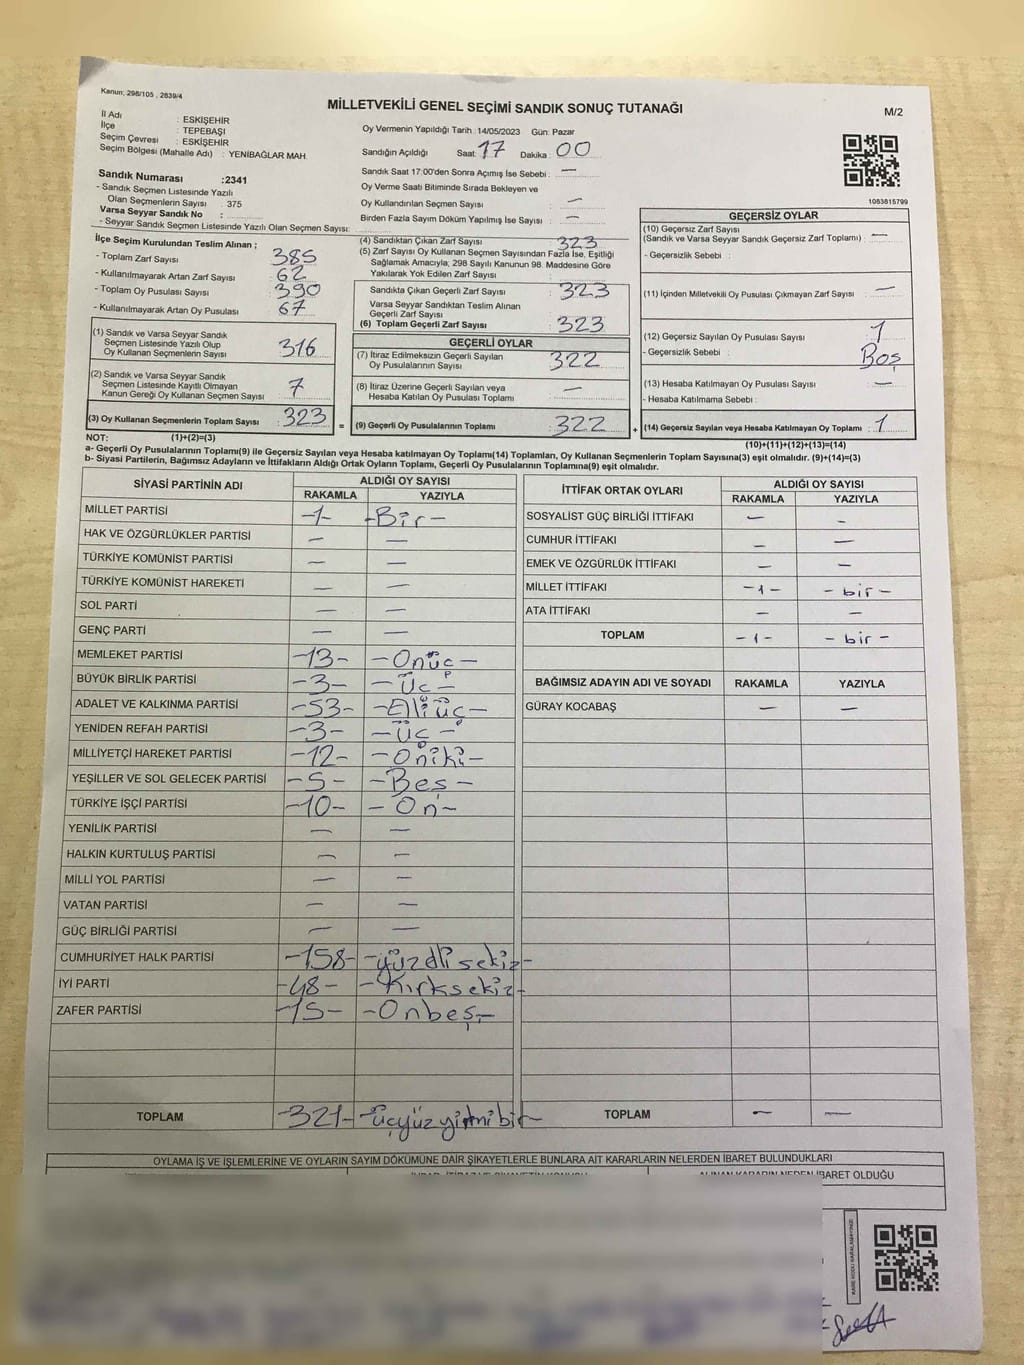 Kanun; 298/105 , 2839/4
MİLLETVEKİLİ GENEL SEÇİMİ SANDIK SONUÇ TUTANAĞI
M/2
İl Adı : ESKİŞEHİR
İlçe : TEPEBAŞI
Seçim Çevresi : ESKİŞEHİR
Seçim Bölgesi (Mahalle Adı) : YENİBAĞLAR MAH.
Oy Vermenin Yapıldığı Tarih :14/05/2023 Gün: Pazar
Sandığın Açıldığı Saat: 17 Dakika: 00
Sandık Saat 17:00'den Sonra Açımış İse Sebebi : —
Oy Verme Saati Bitiminde Sırada Bekleyen ve
Oy Kullandırılan Seçmen Sayısı : —
Birden Fazla Sayım Döküm Yapılmış İse Sayısı : —
1083815799
Sandık Numarası :2341
- Sandık Seçmen Listesinde Yazılı
Olan Seçmenlerin Sayısı : 375
Varsa Seyyar Sandık No :
- Seyyar Sandık Seçmen Listesinde Yazılı Olan Seçmen Sayısı:
İlçe Seçim Kurulundan Teslim Alınan ;
- Toplam Zarf Sayısı : 385
- Kullanılmayarak Artan Zarf Sayısı : 62
- Toplam Oy Pusulası Sayısı : 390
- Kullanılmayarak Artan Oy Pusulası : 67
(1) Sandık ve Varsa Seyyar Sandık
Seçmen Listesinde Yazılı Olup
Oy Kullanan Seçmenlerin Sayısı : 316
(2) Sandık ve Varsa Seyyar Sandık
Seçmen Listesinde Kayıtlı Olmayan
Kanun Gereği Oy Kullanan Seçmen Sayısı : 7
(3) Oy Kullanan Seçmenlerin Toplam Sayısı : 323
(4) Sandıktan Çıkan Zarf Sayısı : 323
(5) Zarf Sayısı Oy Kullanan Seçmen Sayısından Fazla İse, Eşitliği
Sağlamak Amacıyla, 298 Sayılı Kanunun 98. Maddesine Göre
Yakılarak Yok Edilen Zarf Sayısı :
Sandıkta Çıkan Geçerli Zarf Sayısı : 323
Varsa Seyyar Sandıktan Teslim Alınan
Geçerli Zarf Sayısı :
(6) Toplam Geçerli Zarf Sayısı : 323
GEÇERLİ OYLAR
(7) İtiraz Edilmeksizin Geçerli Sayılan
Oy Pusulalarının Sayısı : 322
(8) İtiraz Üzerine Geçerli Sayılan veya
Hesaba Katılan Oy Pusulası Toplamı : —
= (9) Geçerli Oy Pusulalarının Toplamı : 322
GEÇERSİZ OYLAR
(10) Geçersiz Zarf Sayısı
(Sandık ve Varsa Seyyar Sandık Geçersiz Zarf Toplamı) : —
- Geçersizlik Sebebi :
(11) İçinden Milletvekili Oy Pusulası Çıkmayan Zarf Sayısı : —
(12) Geçersiz Sayılan Oy Pusulası Sayısı : 1
- Geçersizlik Sebebi : Boş
(13) Hesaba Katılmayan Oy Pusulası Sayısı : —
- Hesaba Katılmama Sebebi :
+ (14) Geçersiz Sayılan veya Hesaba Katılmayan Oy Toplamı : 1
NOT: (1)+(2)=(3)
(10)+(11)+(12)+(13)=(14)
a- Geçerli Oy Pusulalarının Toplamı(9) ile Geçersiz Sayılan veya Hesaba katılmayan Oy Toplamı(14) Toplamları, Oy Kullanan Seçmenlerin Toplam Sayısına(3) eşit olmalıdır. (9)+(14)=(3)
b- Siyasi Partilerin, Bağımsız Adayların ve İttifakların Aldığı Ortak Oyların Toplamı, Geçerli Oy Pusulalarının Toplamına(9) eşit olmalıdır.
SİYASİ PARTİNİN ADI ALDIĞI OY SAYISI
RAKAMLA YAZIYLA
MİLLET PARTİSİ -1- -Bir-
HAK VE ÖZGÜRLÜKLER PARTİSİ — —
TÜRKİYE KOMÜNİST PARTİSİ — —
TÜRKİYE KOMÜNİST HAREKETİ — —
SOL PARTİ — —
GENÇ PARTİ — —
MEMLEKET PARTİSİ -13- -Onüç-
BÜYÜK BİRLİK PARTİSİ -3- -Üç-
ADALET VE KALKINMA PARTİSİ -53- -Elliüç-
YENİDEN REFAH PARTİSİ -3- -üç-
MİLLİYETÇİ HAREKET PARTİSİ -12- -Oniki-
YEŞİLLER VE SOL GELECEK PARTİSİ -5- -Beş-
TÜRKİYE İŞÇİ PARTİSİ -10- -On-
YENİLİK PARTİSİ — —
HALKIN KURTULUŞ PARTİSİ — —
MİLLİ YOL PARTİSİ — —
VATAN PARTİSİ — —
GÜÇ BİRLİĞİ PARTİSİ — —
CUMHURİYET HALK PARTİSİ -158- -yüzelli sekiz-
İYİ PARTİ -48- -Kırksekiz-
ZAFER PARTİSİ -15- -Onbeş-
TOPLAM -321- -üçyüz yirmi bir-
İTTİFAK ORTAK OYLARI ALDIĞI OY SAYISI
RAKAMLA YAZIYLA
SOSYALİST GÜÇ BİRLİĞİ İTTİFAKI — —
CUMHUR İTTİFAKI — —
EMEK VE ÖZGÜRLÜK İTTİFAKI — —
MİLLET İTTİFAKI -1- -bir-
ATA İTTİFAKI — —
TOPLAM -1- -bir-
BAĞIMSIZ ADAYIN ADI VE SOYADI RAKAMLA YAZIYLA
GÜRAY KOCABAŞ — —
TOPLAM — —
OYLAMA İŞ VE İŞLEMLERİNE VE OYLARIN SAYIM DÖKÜMÜNE DAİR ŞİKAYETLERLE BUNLARA AİT KARARLARIN NELERDEN İBARET BULUNDUKLARI
ALINAN KARARIN NEDEN İBARET OLDUĞU